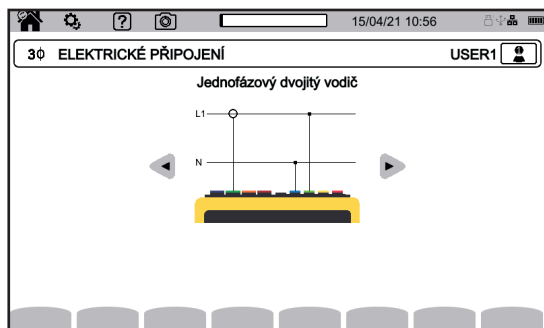 ?
15/04/21 10:56
3φ ELEKTRICKÉ PŘIPOJENÍ
USER1
Jednofázový dvojitý vodič
L1
N